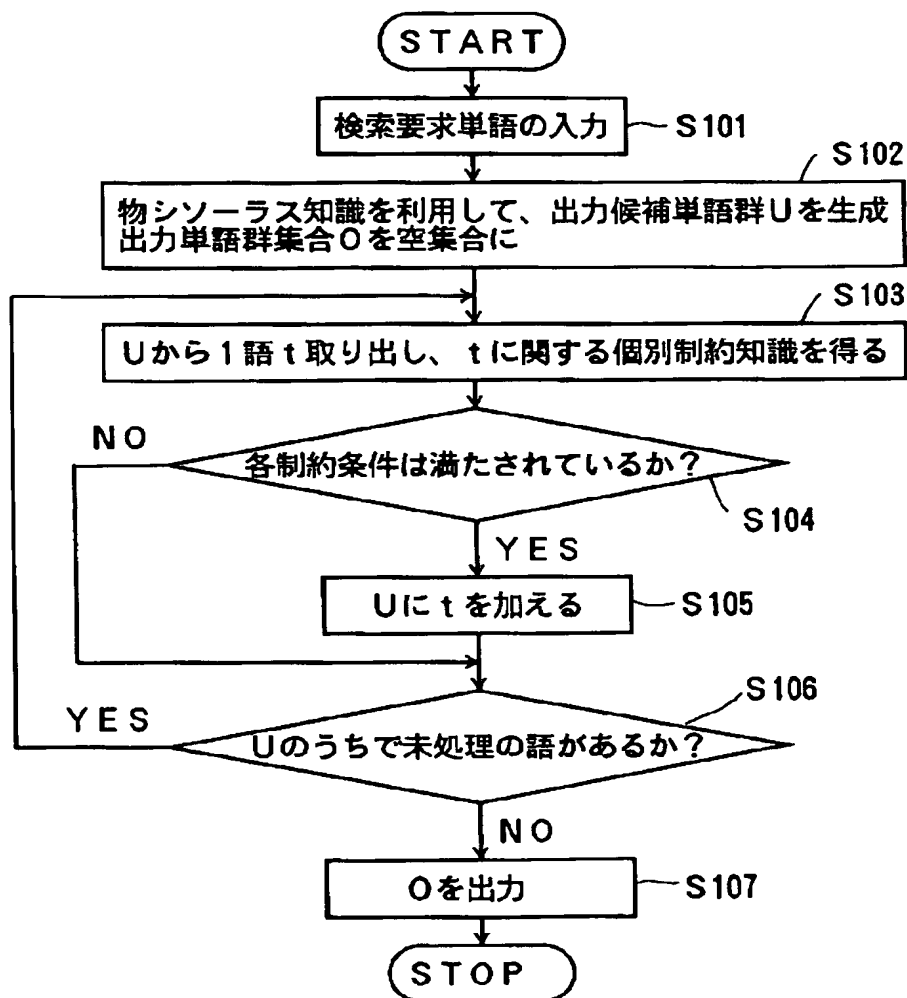 START
検索要求単語の入力
S101
S102
物シソーラス知識を利用して、出力候補単語群Uを生成
出力単語群集合Oを空集合に
S103
Uから1語t取り出し、tに関する個別制約知識を得る
NO
各制約条件は満たされているか？
S104
YES
Uにtを加える
S105
S106
YES
Uのうちで未処理の語があるか？
NO
Oを出力
S107
STOP